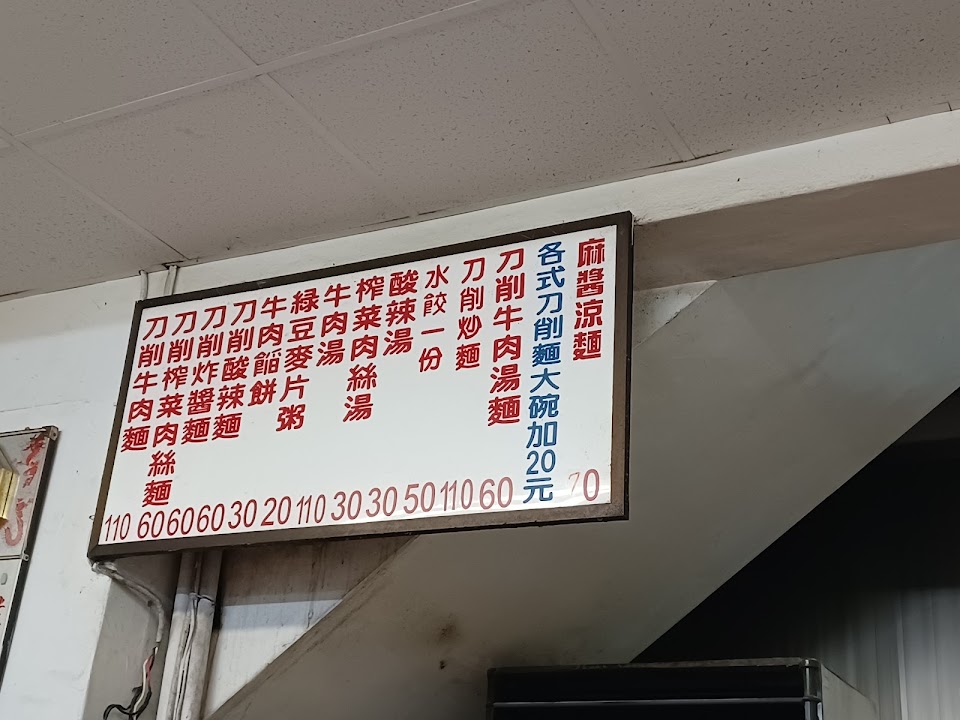 麻醬涼麵 70
各式刀削麵大碗加20元
刀削牛肉湯麵 60
刀削炒麵 110
水餃一份 50
酸辣湯 30
榨菜肉絲湯 30
牛肉湯 110
綠豆麥片粥 20
牛肉餡餅 30
刀削酸辣麵 60
刀削炸醬麵 60
刀削榨菜肉絲麵 60
刀削牛肉麵 110